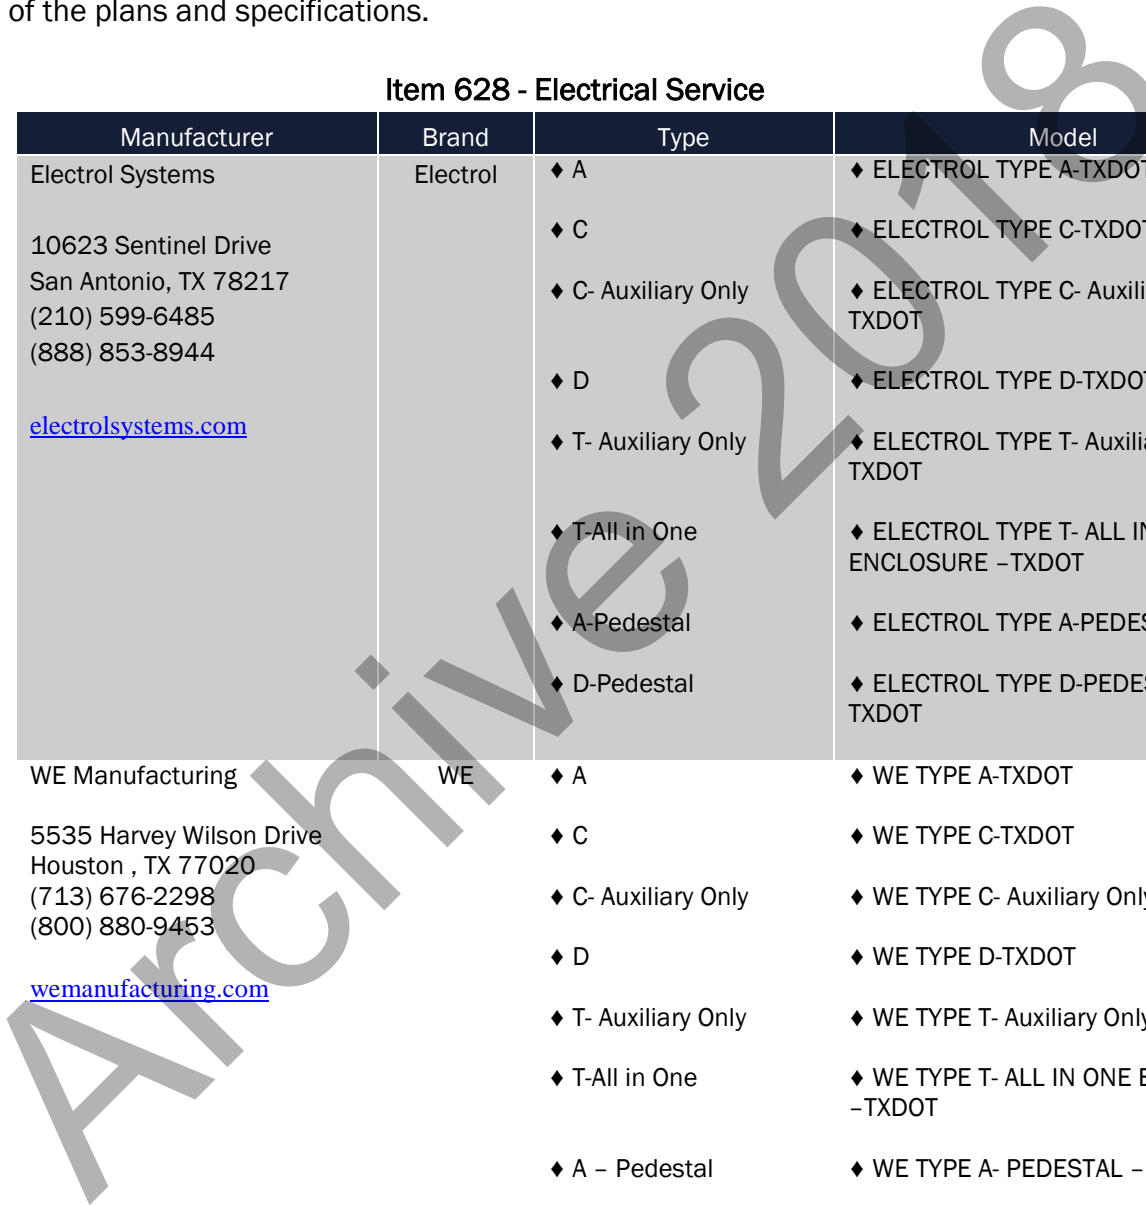 of the plans and specifications.
Item 628 - Electrical Service
Manufacturer Brand Type Model
Electrol Systems Electrol ♦ A ♦ ELECTROL TYPE A-TXDOT
♦ C ♦ ELECTROL TYPE C-TXDOT
10623 Sentinel Drive
San Antonio, TX 78217
♦ C- Auxiliary Only ♦ ELECTROL TYPE C- Auxili
(210) 599-6485 TXDOT
(888) 853-8944
♦ D ♦ ELECTROL TYPE D-TXDOT
electrolsystems.com
♦ T- Auxiliary Only ♦ ELECTROL TYPE T- Auxilia
TXDOT
♦ T-All in One ♦ ELECTROL TYPE T- ALL IN
ENCLOSURE –TXDOT
♦ A-Pedestal ♦ ELECTROL TYPE A-PEDES
♦ D-Pedestal ♦ ELECTROL TYPE D-PEDES
TXDOT
WE Manufacturing WE ♦ A ♦ WE TYPE A-TXDOT
5535 Harvey Wilson Drive ♦ C ♦ WE TYPE C-TXDOT
Houston , TX 77020
(713) 676-2298 ♦ C- Auxiliary Only ♦ WE TYPE C- Auxiliary Only
(800) 880-9453
♦ D ♦ WE TYPE D-TXDOT
wemanufacturing.com
♦ T- Auxiliary Only ♦ WE TYPE T- Auxiliary Only
♦ T-All in One ♦ WE TYPE T- ALL IN ONE E
–TXDOT
♦ A – Pedestal ♦ WE TYPE A- PEDESTAL –
Archive 2018